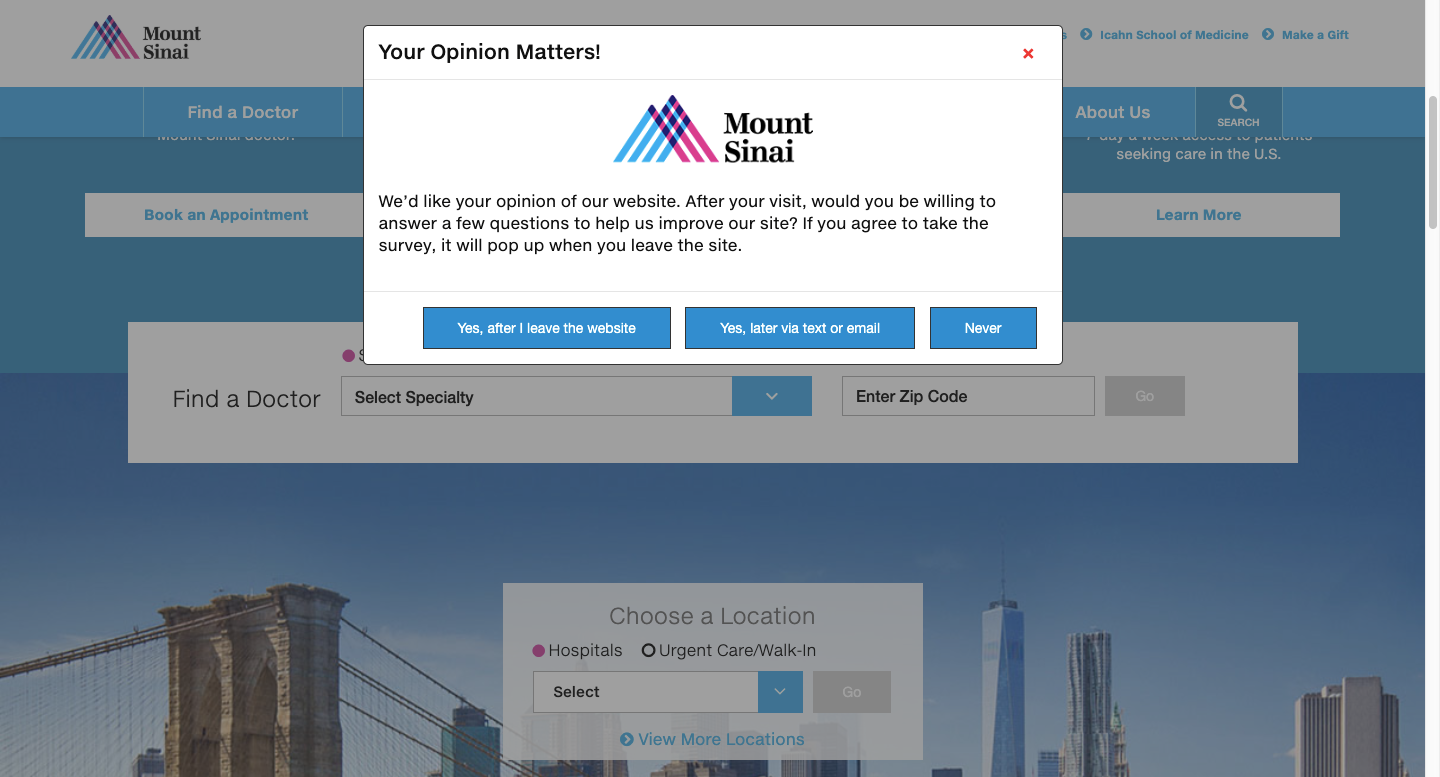 Mount
Sinai
Icahn School of Medicine
Make a Gift
Find a Doctor
About Us
SEARCH
Your Opinion Matters!
Mount
Sinai
We'd like your opinion of our website. After your visit, would you be willing to
answer a few questions to help us improve our site? If you agree to take the
survey, it will pop up when you leave the site.
Yes, after I leave the website
Yes, later via text or email
Never
Mount Sinai doctor.
7 day a week access to patients
seeking care in the U.S.
Book an Appointment
Learn More
Find a Doctor
Select Specialty
Enter Zip Code
Go
Choose a Location
Hospitals
Urgent Care/Walk-In
Select
Go
View More Locations